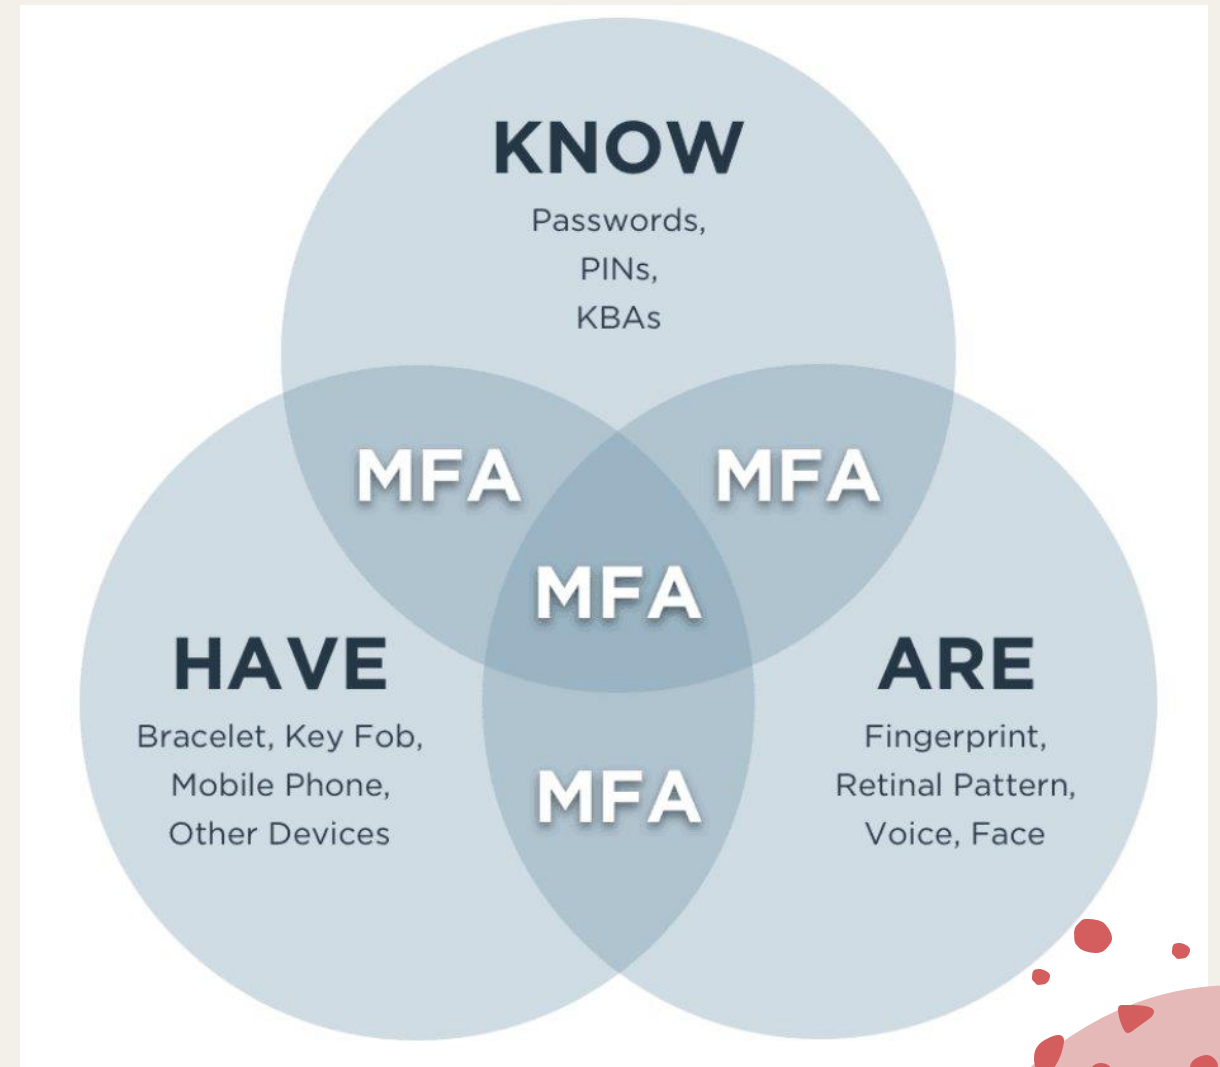 KNOW
Passwords,
PINs,
KBAs
MFA
MFA
MFA
HAVE
Bracelet, Key Fob,
Mobile Phone,
Other Devices
ARE
Fingerprint,
Retinal Pattern,
Voice, Face
MFA